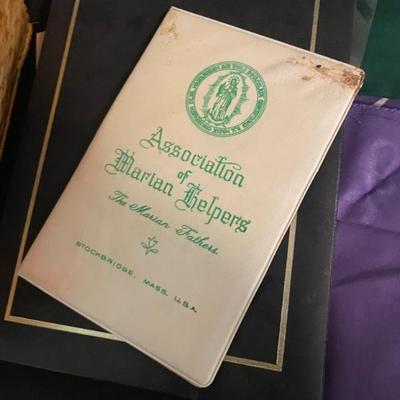 Association
of
Marian Helpers
The Marian Fathers
STOCKBRIDGE, MASS. U.S.A.